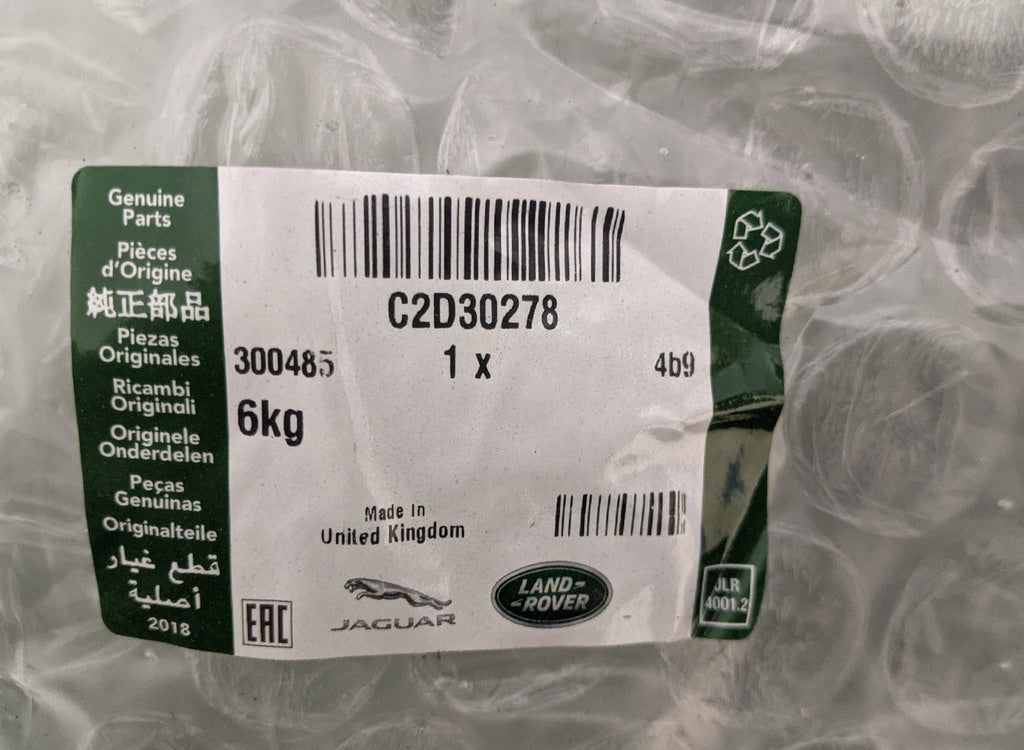 Genuine
Parts
Pièces
d'Origine
純正部品
Piezas
Originales
Ricambi
Originali
Originele
Onderdelen
Peças
Genuinas
Originalteile
قطع غيار
أصلية
2018
C2D30278
300485
1 x
4b9
6kg
Made In
United Kingdom
EAC
JAGUAR
LAND-
-ROVER
JLR
4001.2